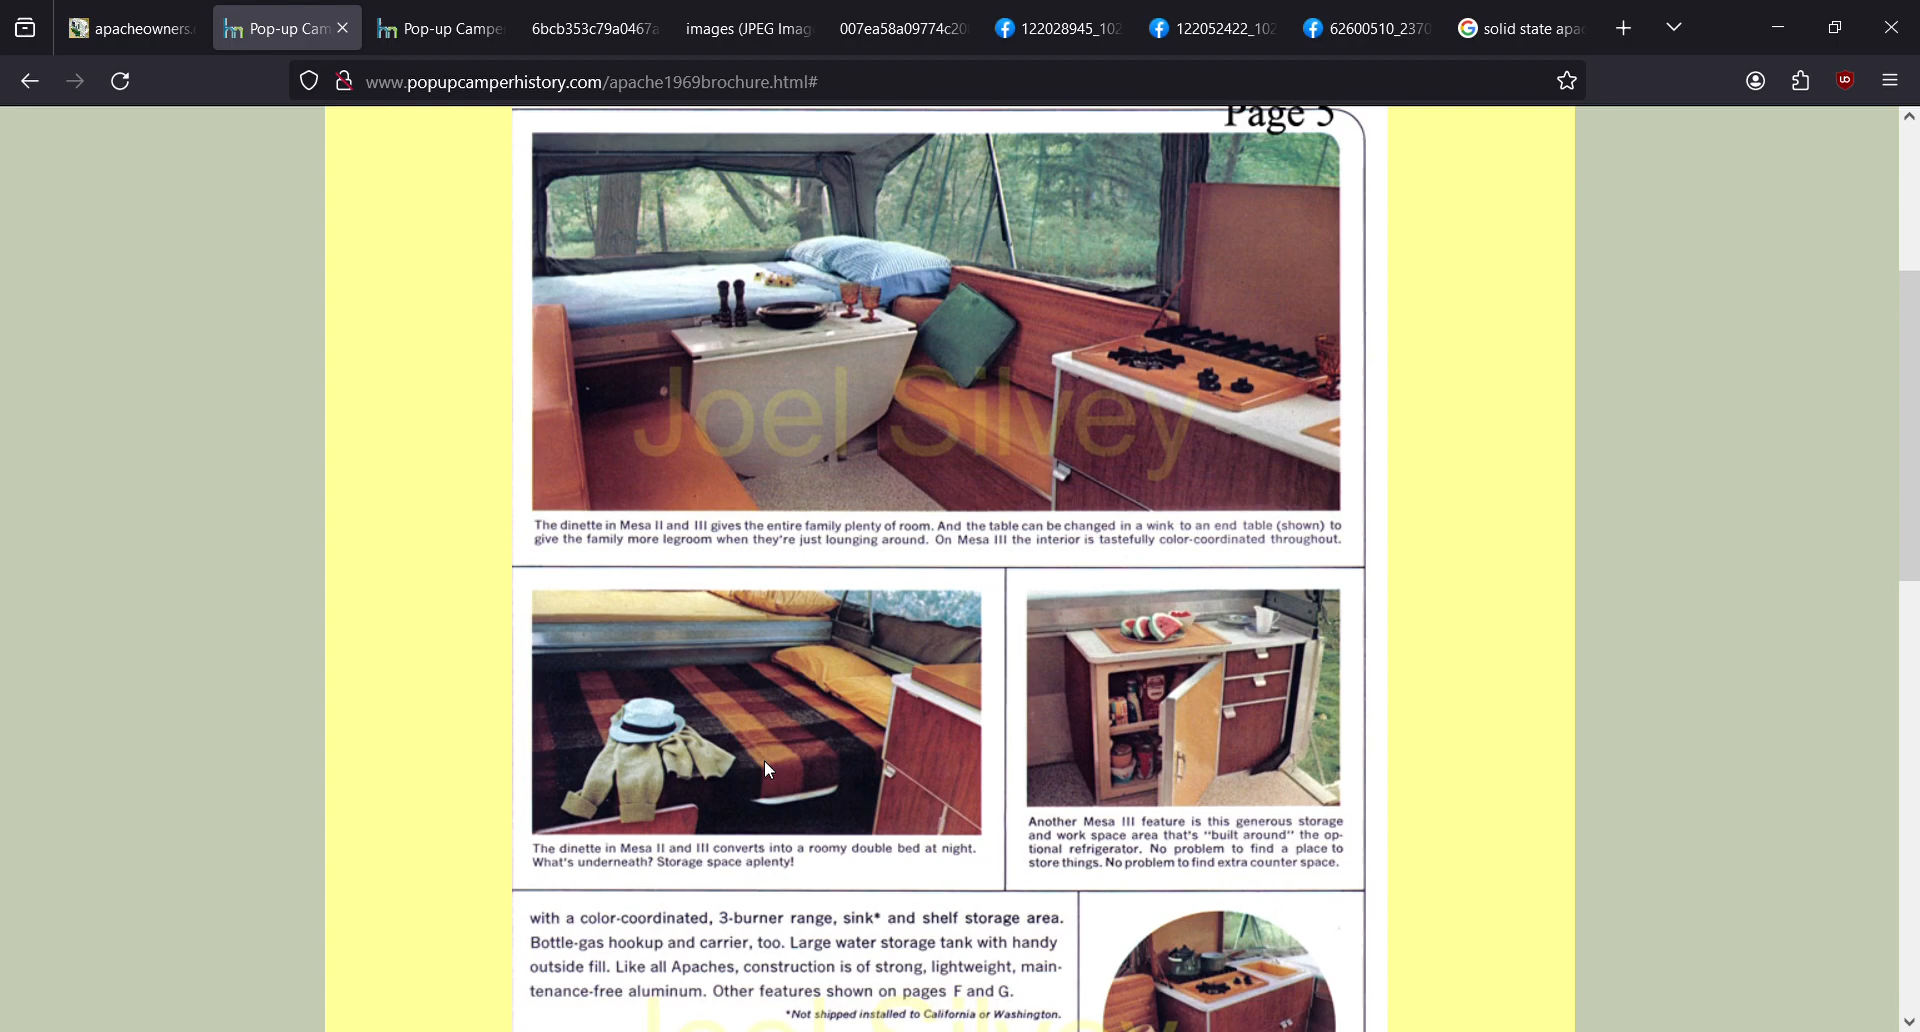 apacheowners.
Pop-up Cam
Pop-up Campe
6bcb353c79a0467a
images (JPEG Imag
007ea58a09774c20
122028945_102
122052422_102
62600510_2370
solid state apa
www.popupcamperhistory.com/apache1969brochure.html#
Page 5
Joel Silvey
The dinette in Mesa II and III gives the entire family plenty of room. And the table can be changed in a wink to an end table (shown) to
give the family more legroom when they're just lounging around. On Mesa III the interior is tastefully color-coordinated throughout.
The dinette in Mesa II and III converts into a roomy double bed at night.
What's underneath? Storage space aplenty!
Another Mesa III feature is this generous storage
and work space area that's "built around" the op-
tional refrigerator. No problem to find a place to
store things. No problem to find extra counter space.
with a color-coordinated, 3-burner range, sink* and shelf storage area.
Bottle-gas hookup and carrier, too. Large water storage tank with handy
outside fill. Like all Apaches, construction is of strong, lightweight, main-
tenance-free aluminum. Other features shown on pages F and G.
*Not shipped installed to California or Washington.
Joel Silvey